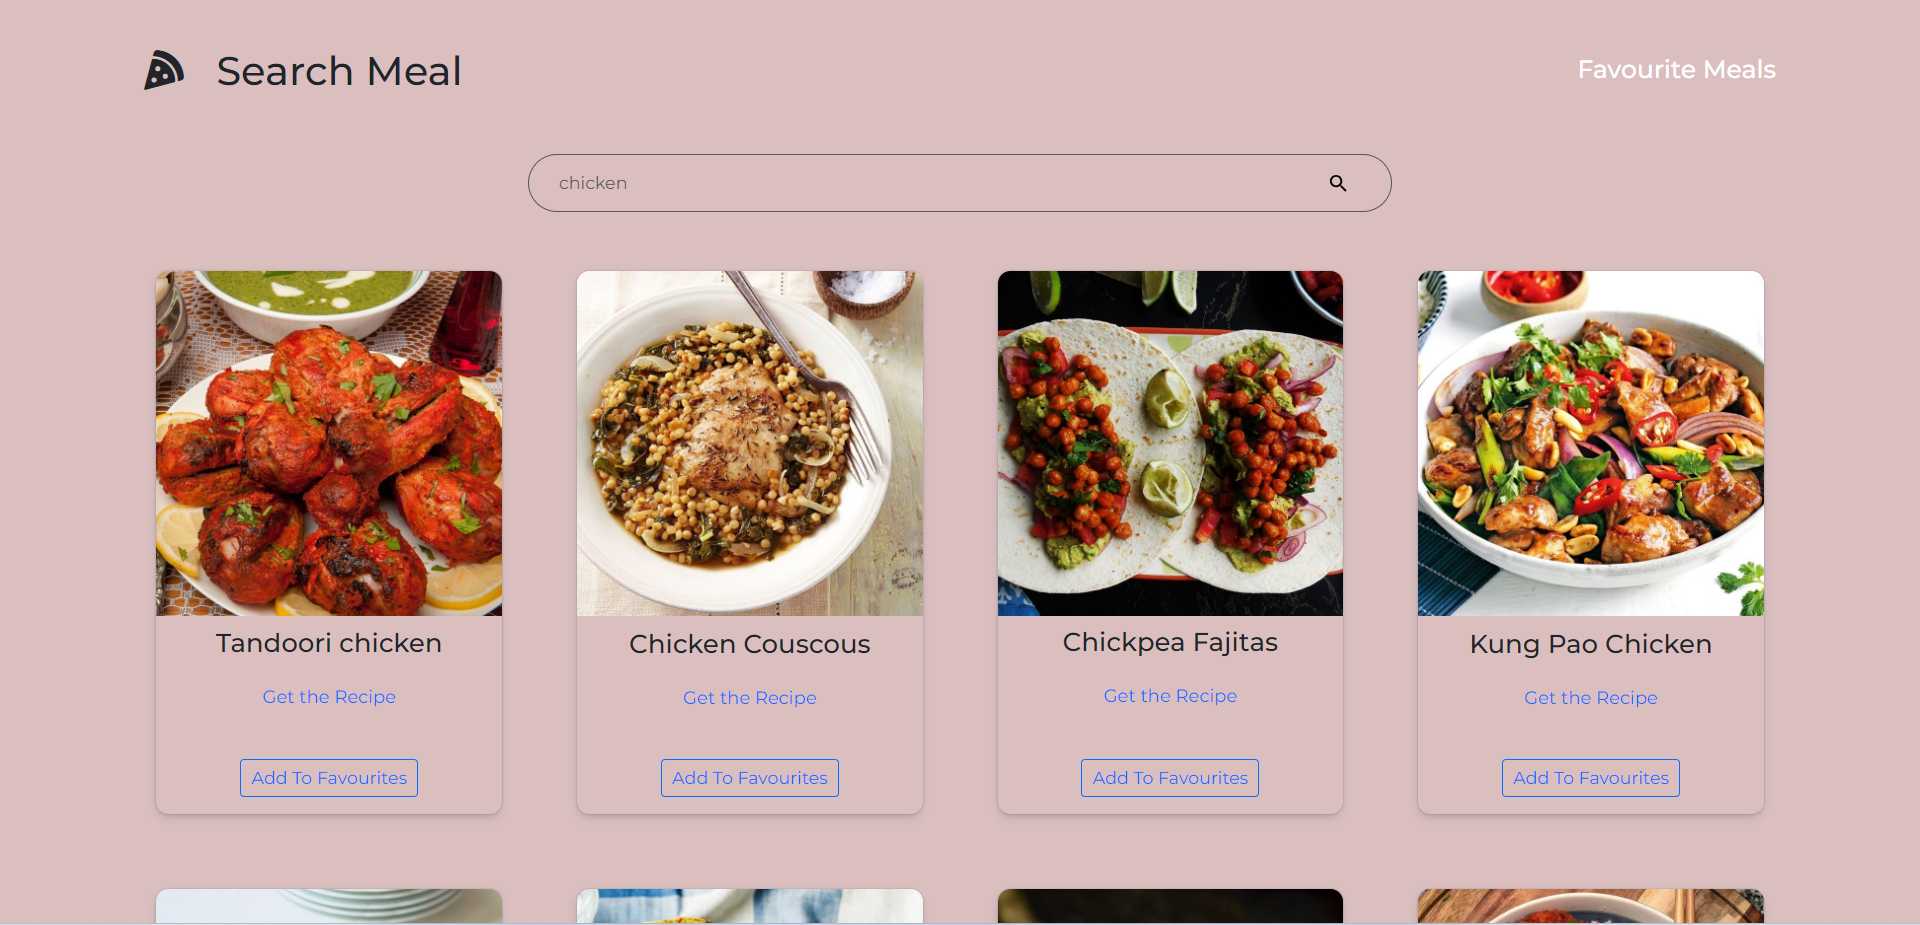 Search Meal
Favourite Meals
chicken
Tandoori chicken
Get the Recipe
Add To Favourites
Chicken Couscous
Get the Recipe
Add To Favourites
Chickpea Fajitas
Get the Recipe
Add To Favourites
Kung Pao Chicken
Get the Recipe
Add To Favourites